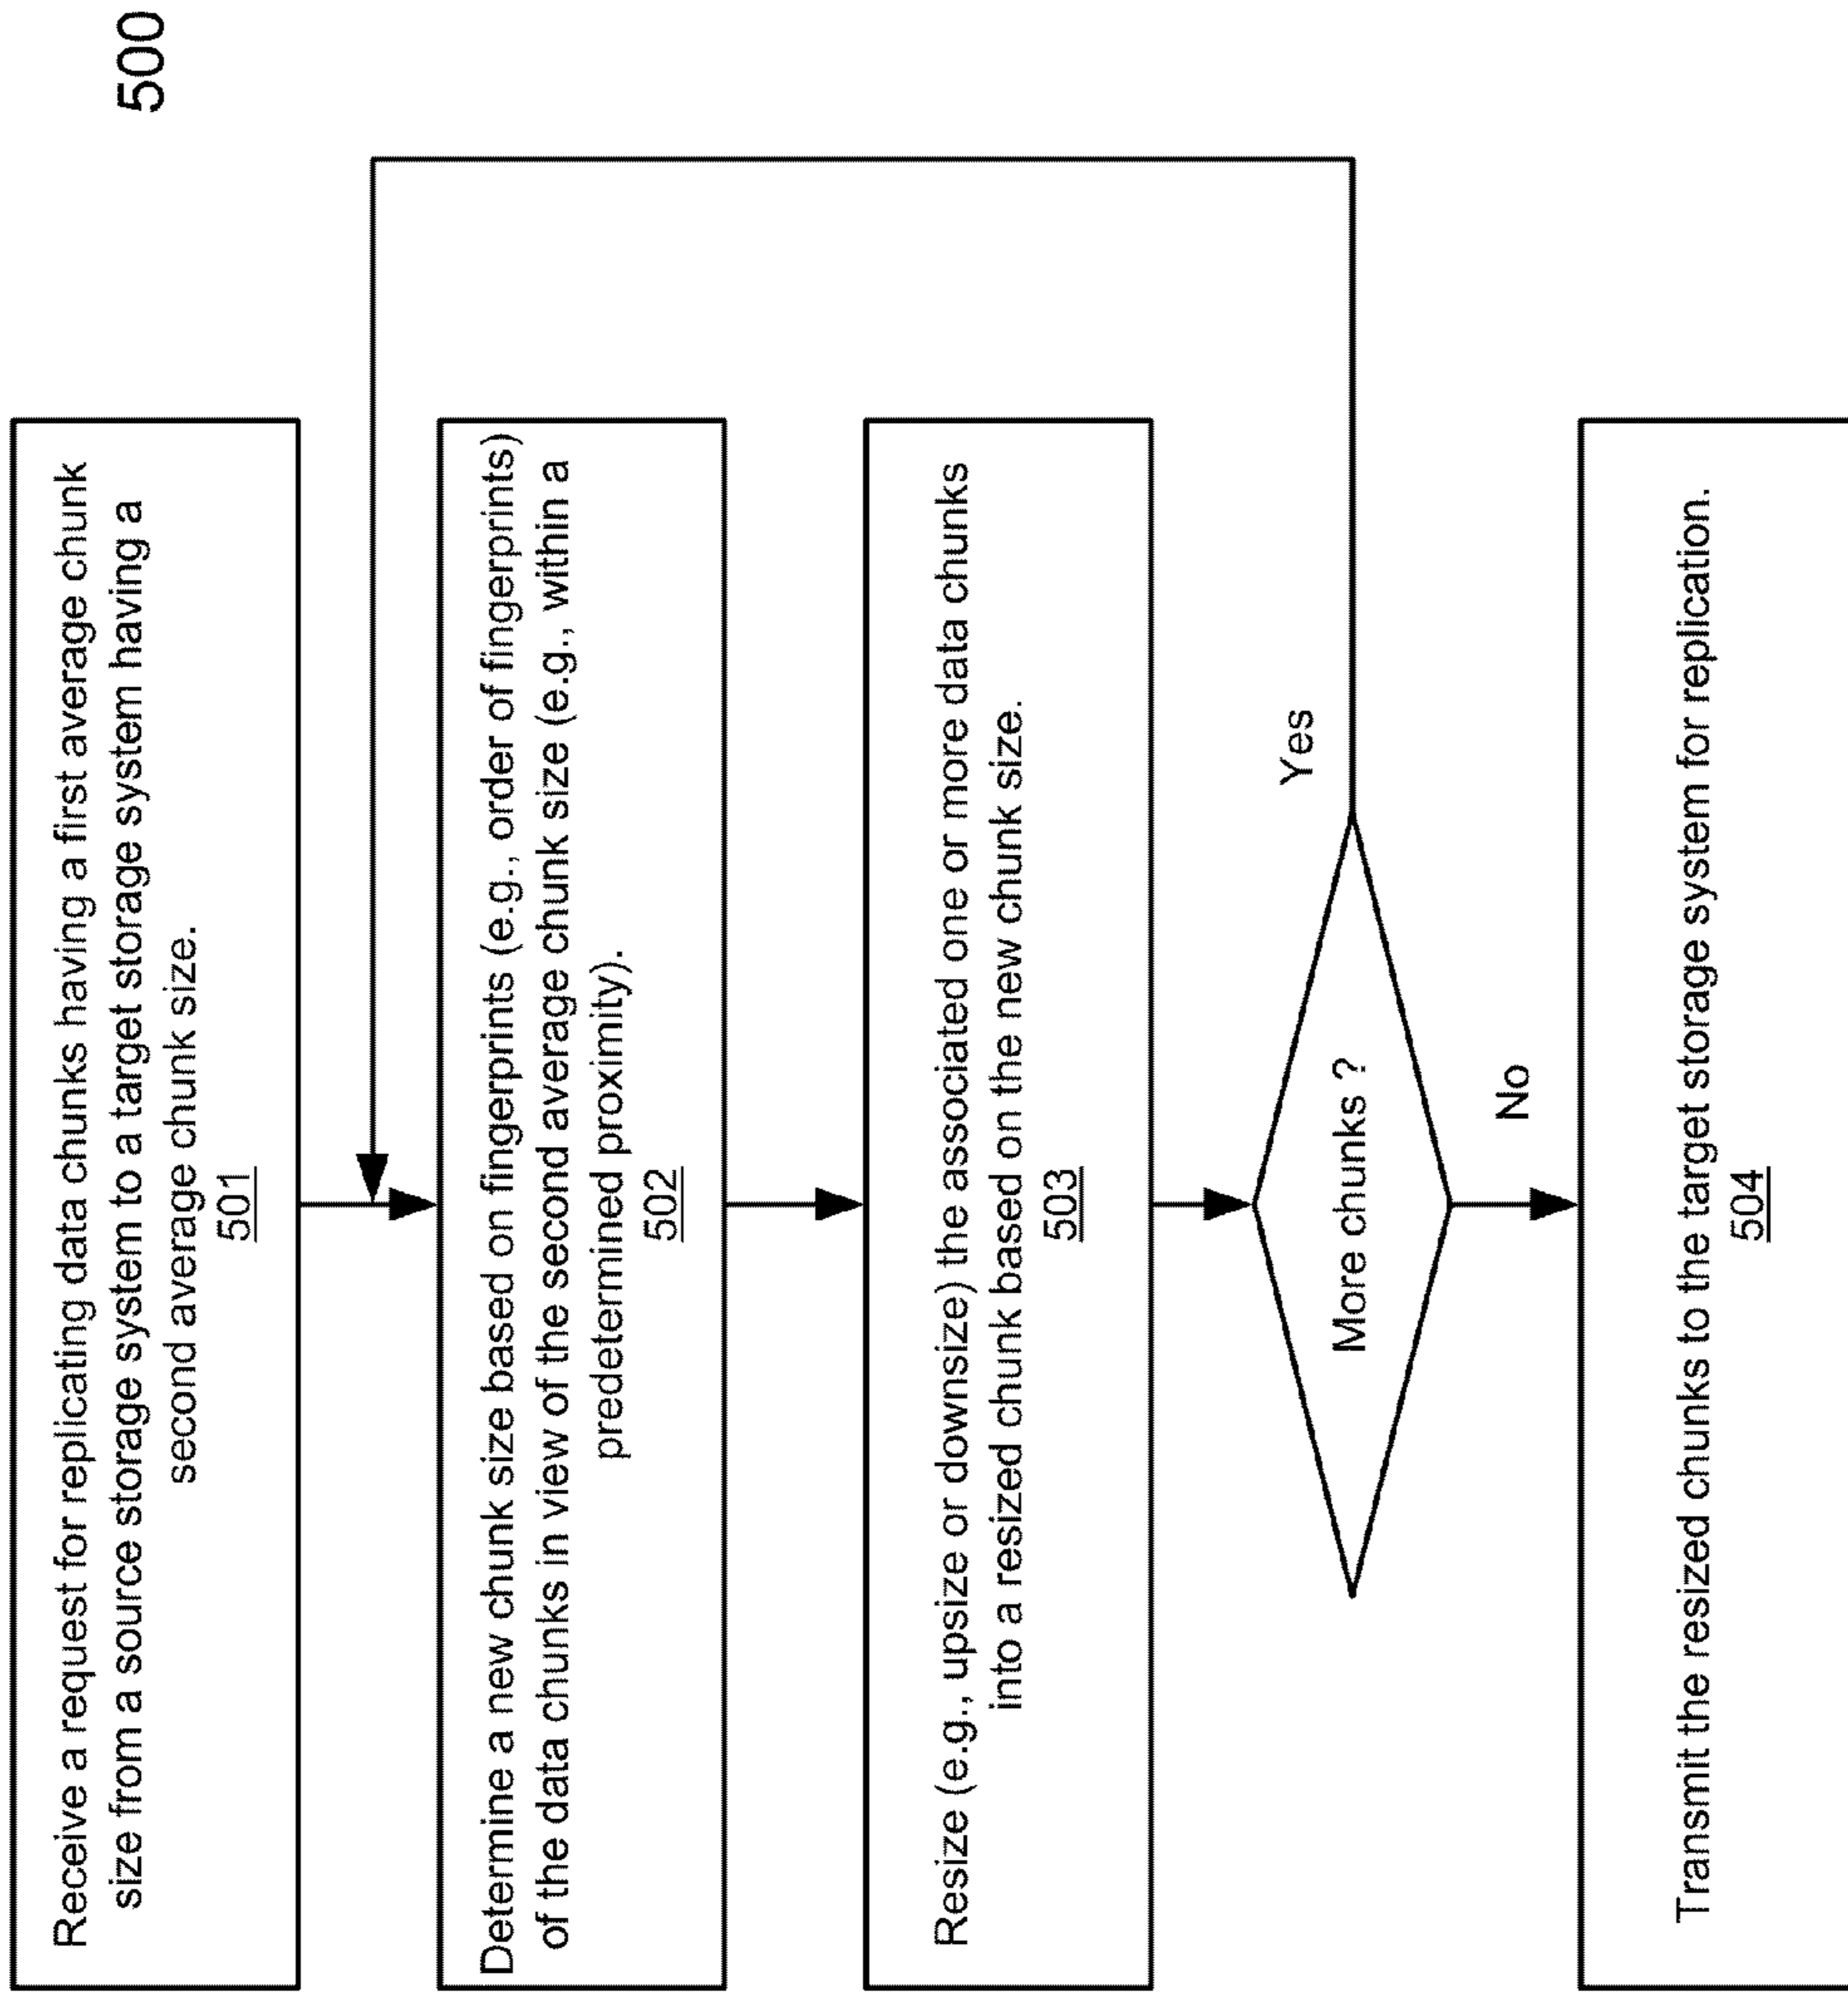 500
Receive a request for replicating data chunks having a first average chunk
size from a source storage system to a target storage system having a
second average chunk size.
501
Determine a new chunk size based on fingerprints (e.g., order of fingerprints)
of the data chunks in view of the second average chunk size (e.g., within a
predetermined proximity).
502
Resize (e.g., upsize or downsize) the associated one or more data chunks
into a resized chunk based on the new chunk size.
503
More chunks ?
Yes
No
Transmit the resized chunks to the target storage system for replication.
504